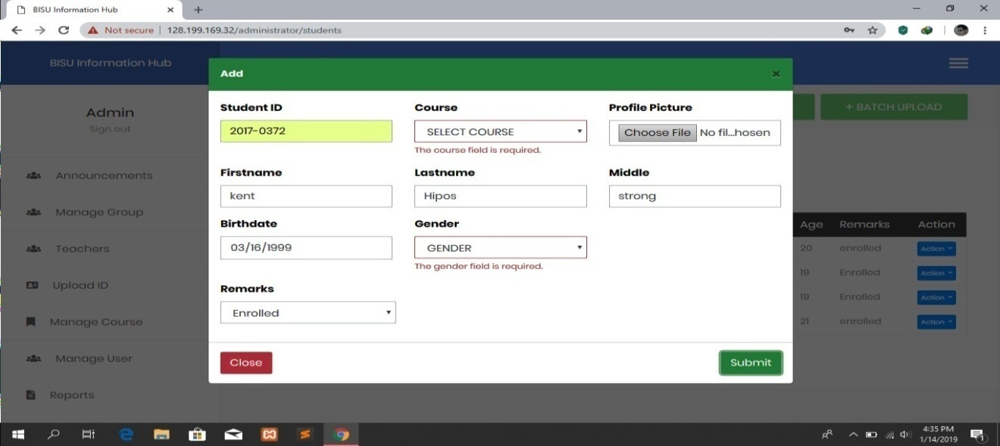 BISU Information Hub
Not secure | 128.199.169.32/administrator/students
BISU Information Hub
Admin
Sign out
Announcements
Manage Group
Teachers
Upload ID
Manage Course
Manage User
Reports
+ BATCH UPLOAD
Add
Student ID Course Profile Picture
2017-0372 SELECT COURSE Choose File No fil...hosen
The course field is required.
Firstname Lastname Middle
kent Hipos strong
Birthdate Gender
03/16/1999 GENDER
The gender field is required.
Remarks
Enrolled
Close Submit
Age Remarks Action
20 enrolled Action
19 Enrolled Action
19 Enrolled Action
21 enrolled Action
4:35 PM
1/14/2019
1